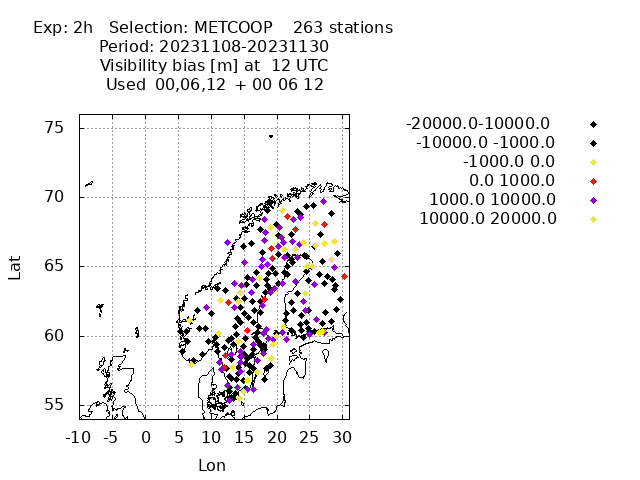 Exp: 2h   Selection: METCOOP    263 stations
Period: 20231108-20231130
Visibility bias [m] at  12 UTC
Used  00,06,12  + 00 06 12
-20000.0-10000.0
-10000.0 -1000.0
-1000.0 0.0
0.0 1000.0
1000.0 10000.0
10000.0 20000.0
75
70
65
60
55
Lat
-10 -5 0 5 10 15 20 25 30
Lon